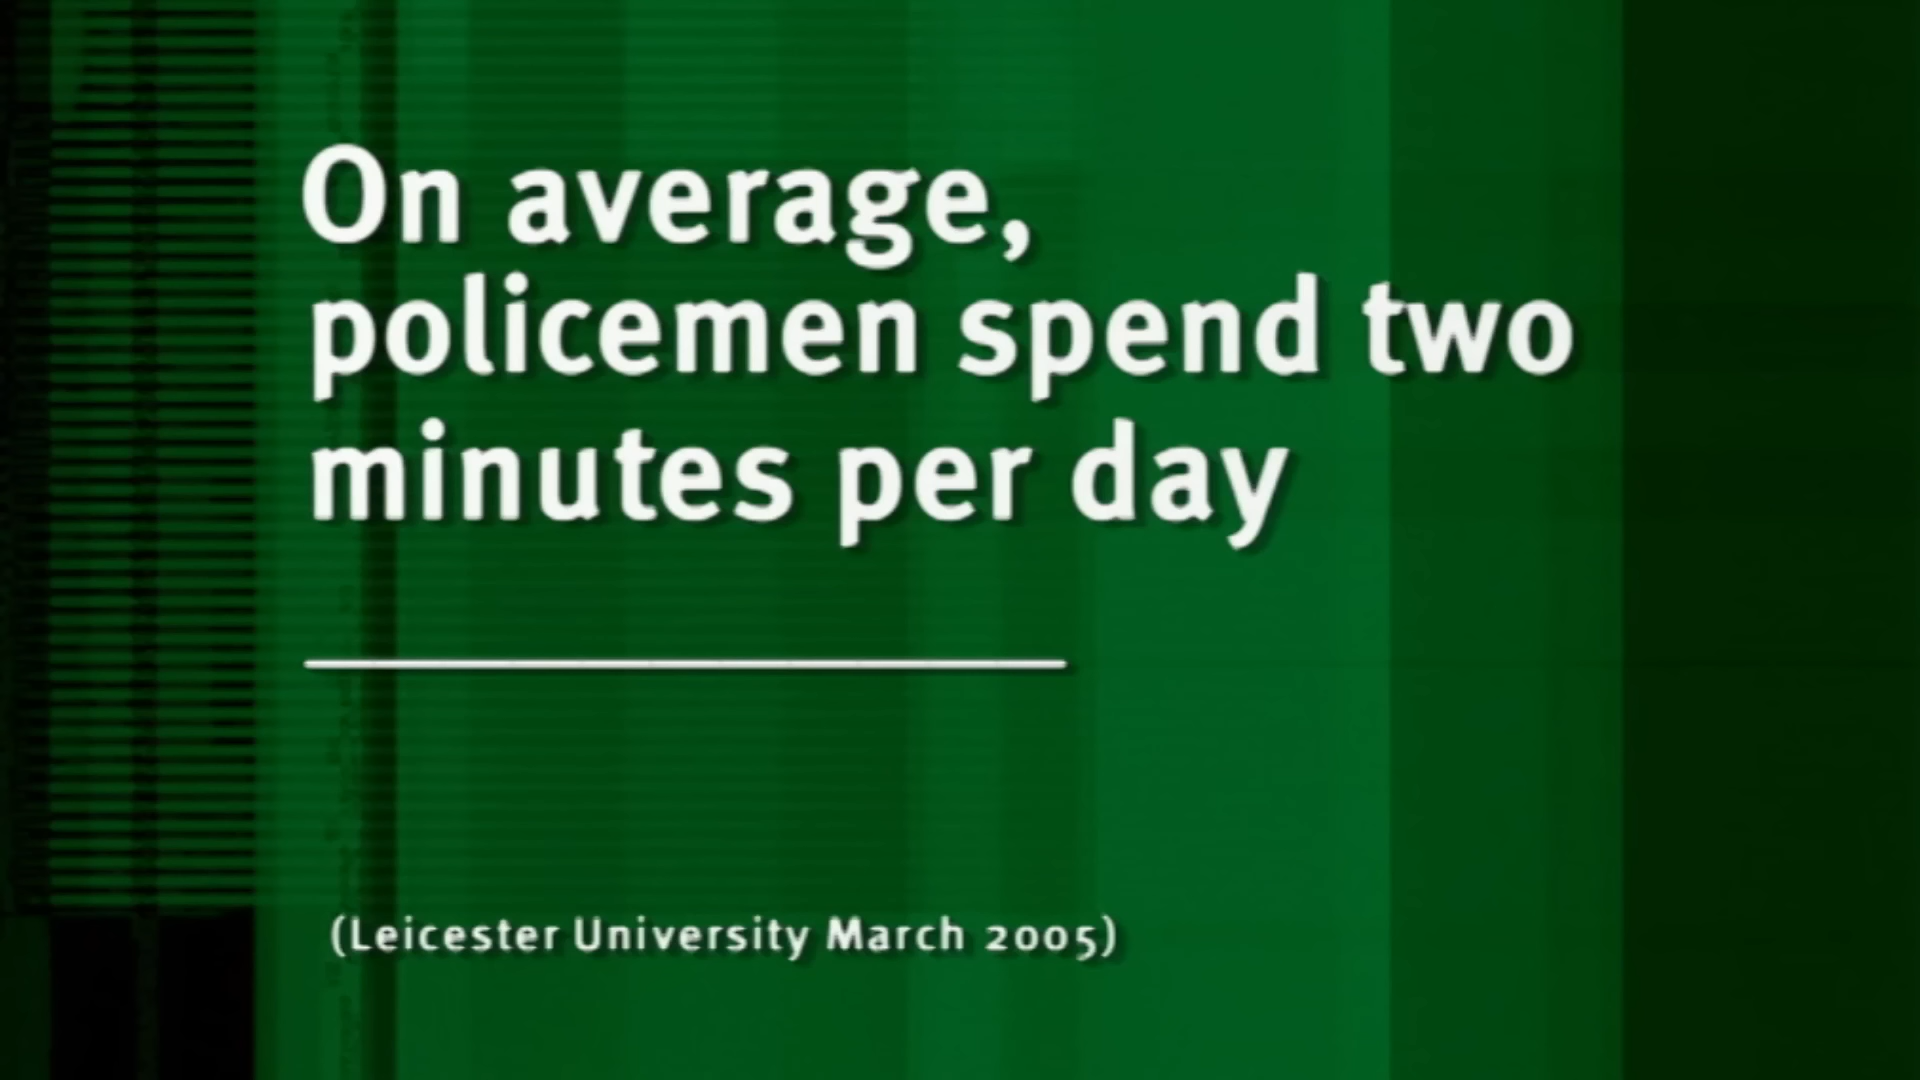 On average,
policemen spend two
minutes per day
(Leicester University March 2005)